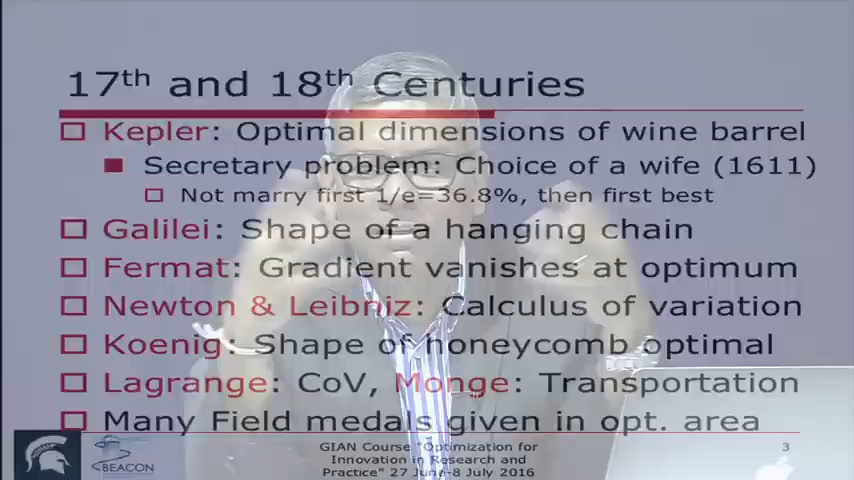 17th and 18th Centuries
Kepler: Optimal dimensions of wine barrel
Secretary problem: Choice of a wife (1611)
Not marry first 1/e=36.8%, then first best
Galilei: Shape of a hanging chain
Fermat: Gradient vanishes at optimum
Newton & Leibniz: Calculus of variation
Koenig: Shape of honeycomb optimal
Lagrange: CoV, Monge: Transportation
Many Field medals given in opt. area
BEACON
GIAN Course "Optimization for
Innovation in Research and
Practice" 27 June-8 July 2016
3